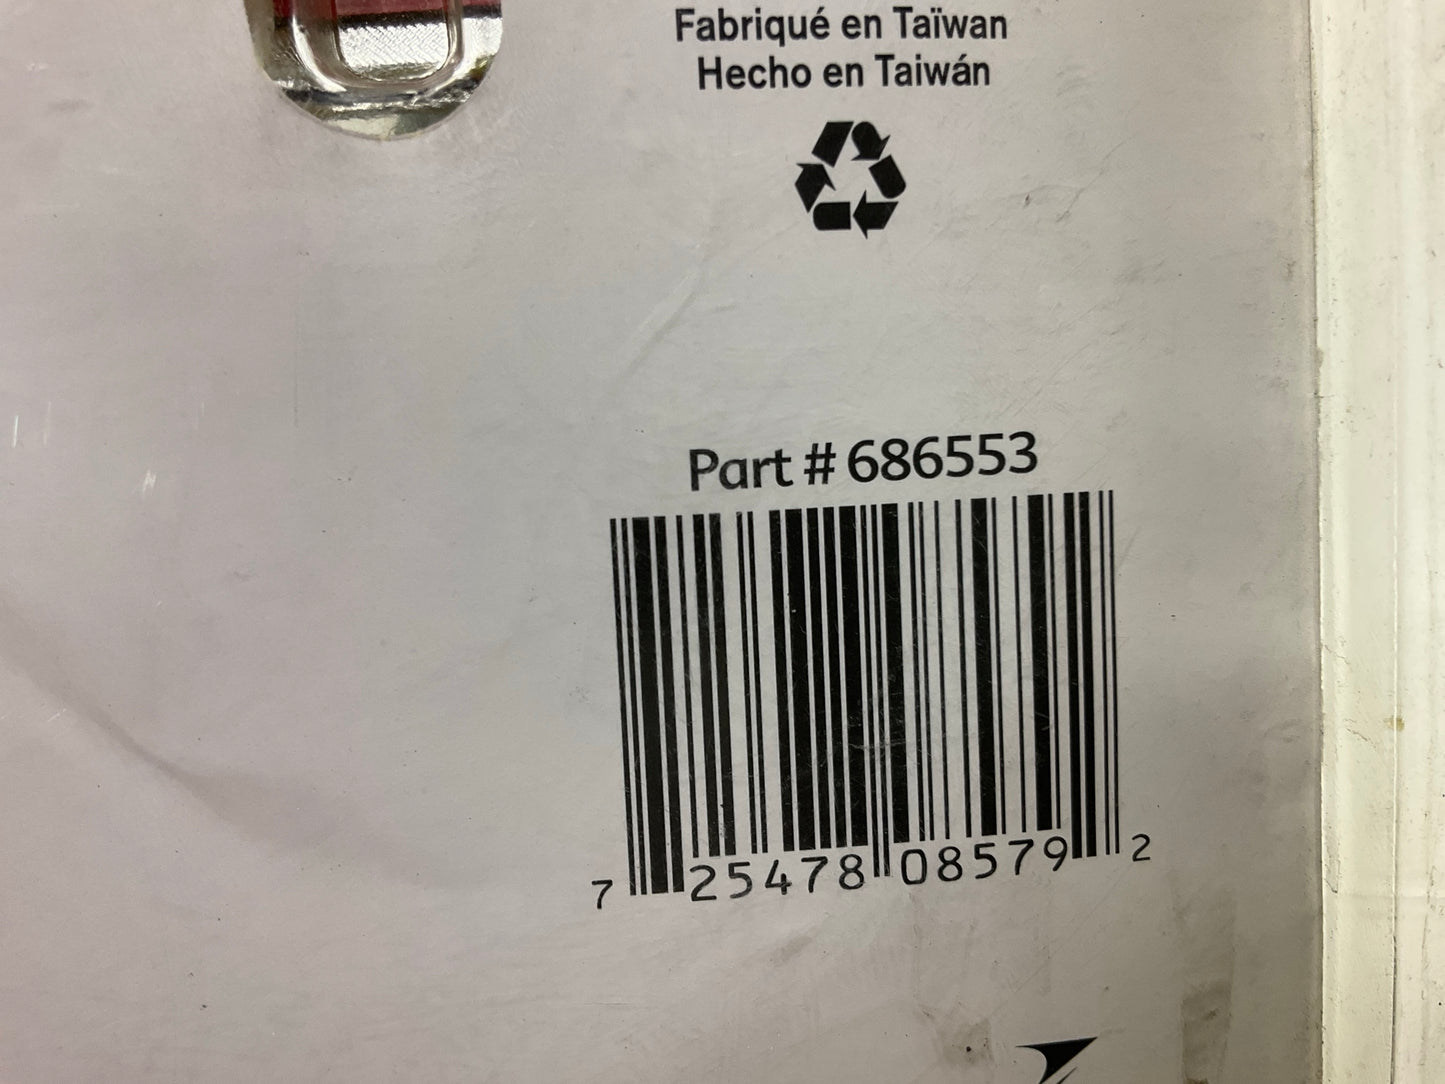 Fabriqué en Taïwan
Hecho en Taiwán
Part # 686553
7 25478 08579 2